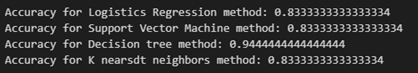 Accuracy for Logistics Regression method: 0.8333333333333334
Accuracy for Support Vector Machine method: 0.8333333333333334
Accuracy for Decision tree method: 0.9444444444444444
Accuracy for K nearsdt neighbors method: 0.8333333333333334